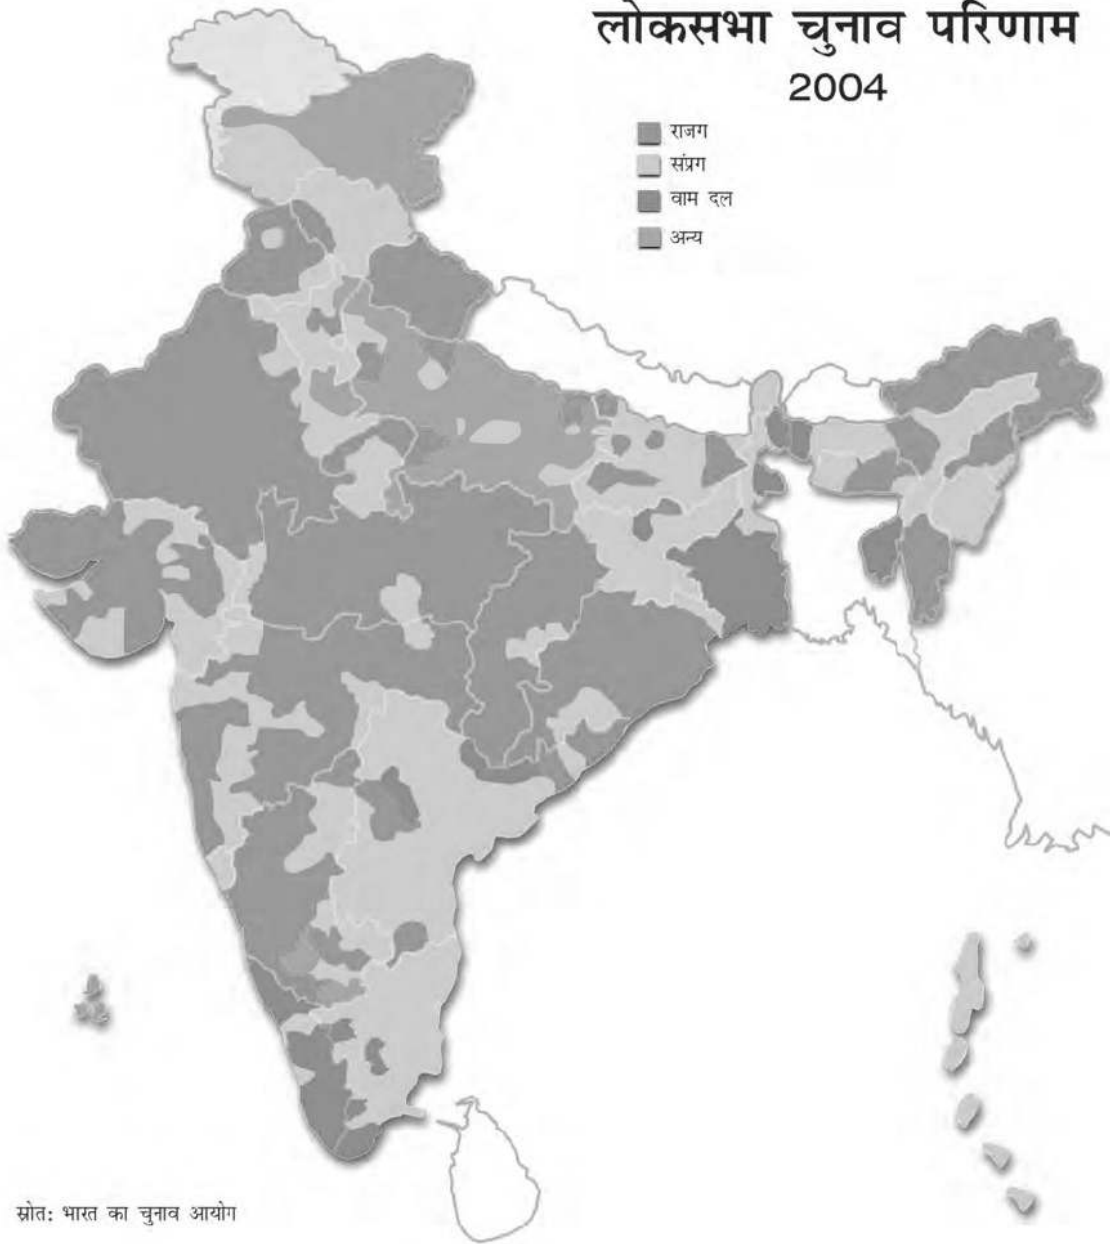 लोकसभा चुनाव परिणाम
2004
राजग
संप्रग
वाम दल
अन्य
स्रोत: भारत का चुनाव आयोग